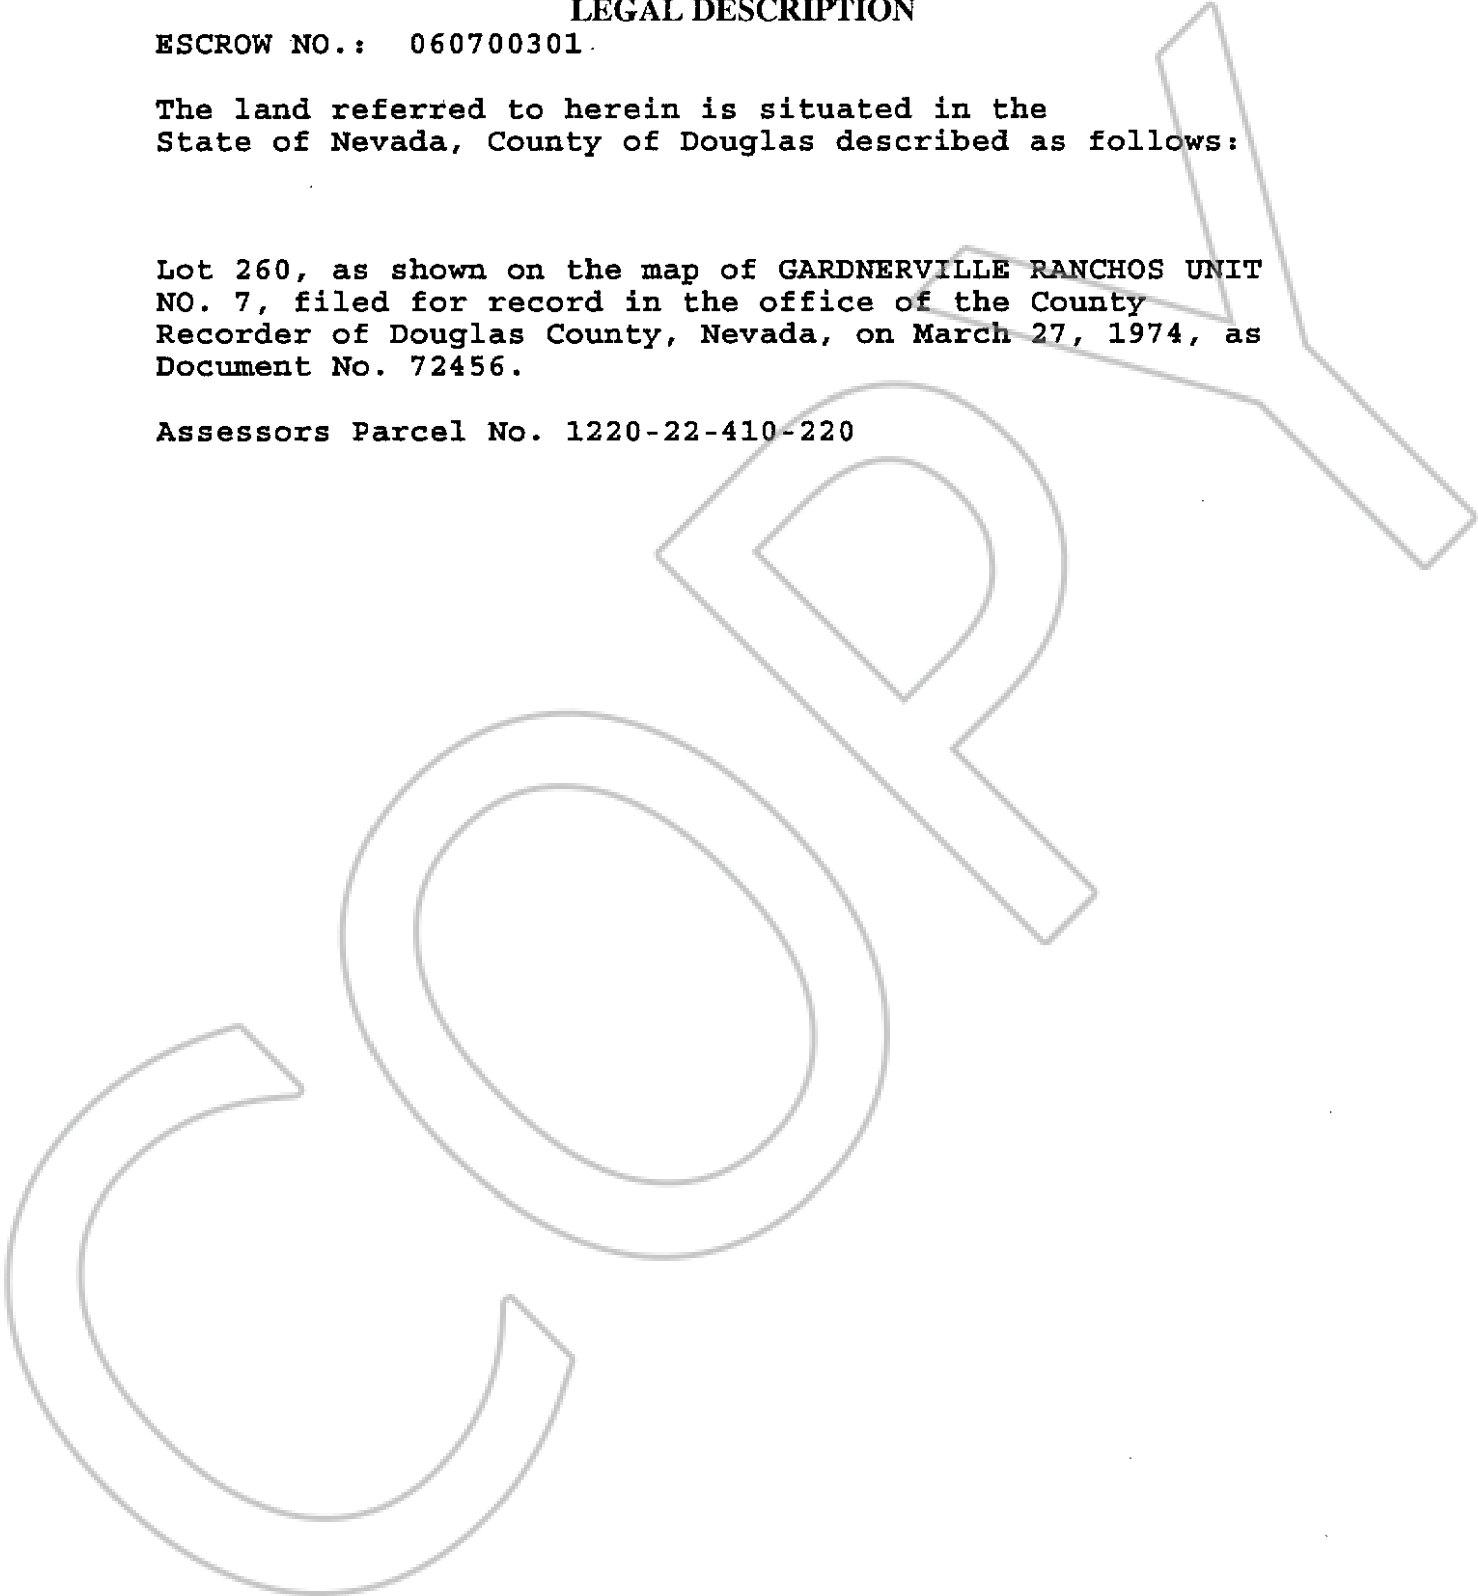 LEGAL DESCRIPTION
ESCROW NO.: 060700301
The land referred to herein is situated in the
State of Nevada, County of Douglas described as follows:
Lot 260, as shown on the map of GARDNERVILLE RANCHOS UNIT
NO. 7, filed for record in the office of the County
Recorder of Douglas County, Nevada, on March 27, 1974, as
Document No. 72456.
Assessors Parcel No. 1220-22-410-220
COPY